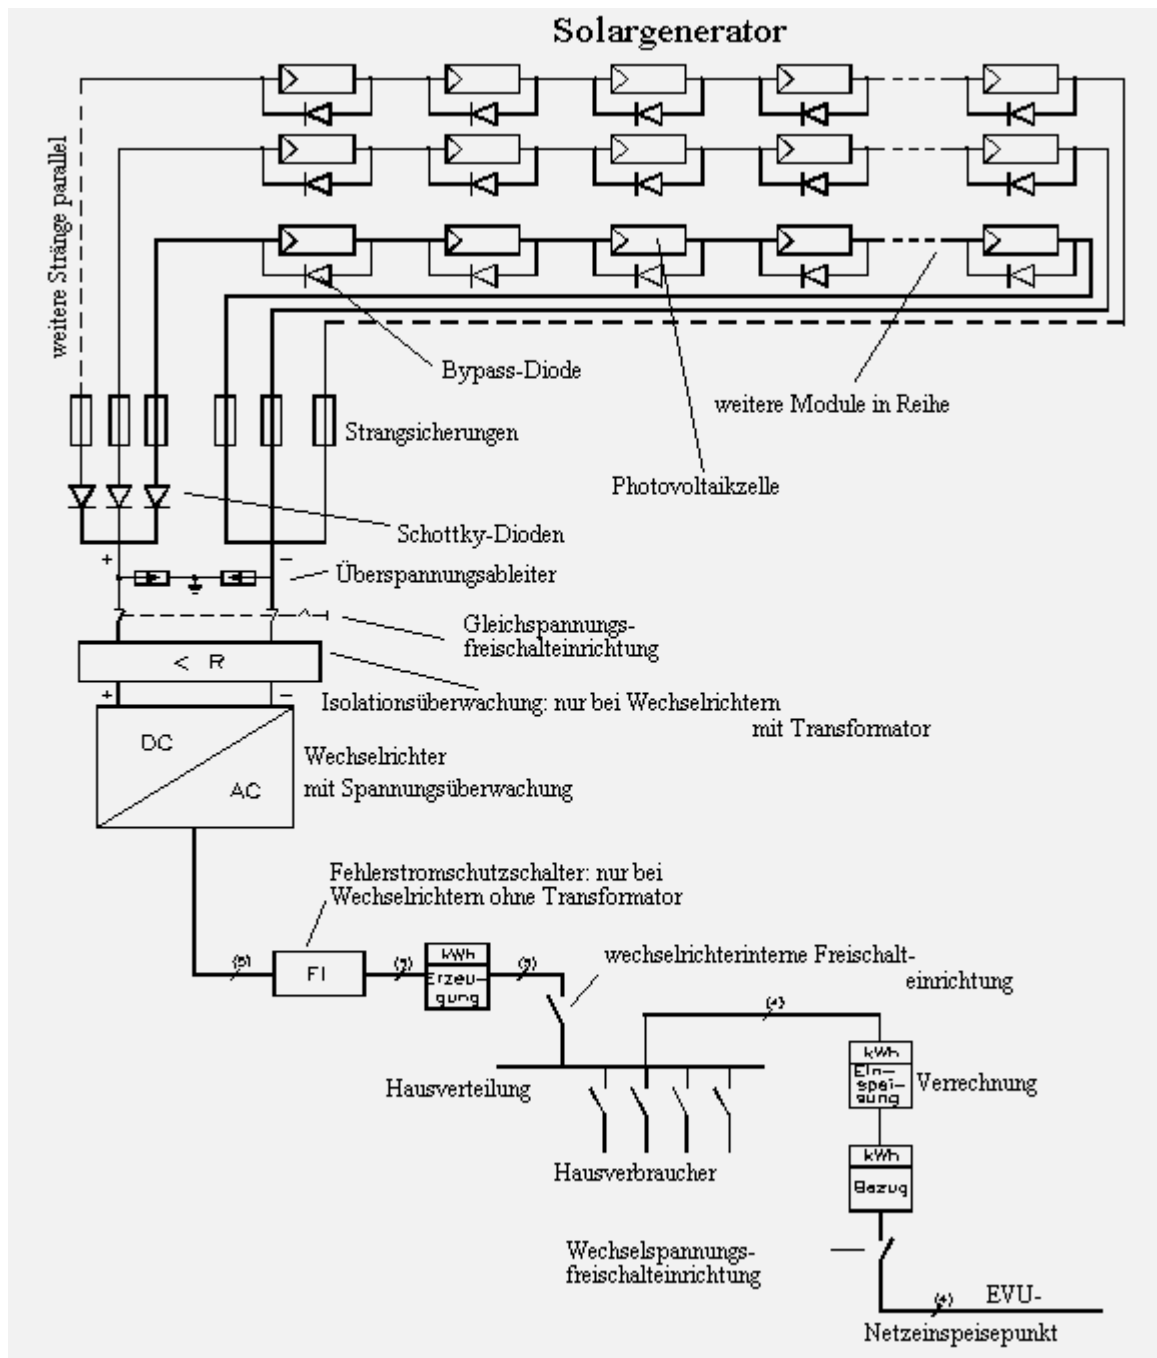 Solargenerator
weitere Stränge parallel
Bypass-Diode
weitere Module in Reihe
Strangsicherungen
Photovoltaikzelle
Schottky-Dioden
+ −
Überspannungsableiter
Gleichspannungs-
freischalteinrichtung
< R
+ −
Isolationsüberwachung: nur bei Wechselrichtern
mit Transformator
DC
Wechselrichter
AC
mit Spannungsüberwachung
Fehlerstromschutzschalter: nur bei
Wechselrichtern ohne Transformator
wechselrichterinterne Freischalt-
einrichtung
kWh
FI
Erzeu-
gung
(4)
kWh
Ein-
spei-
sung
Verrechnung
Hausverteilung
kWh
Bezug
Hausverbraucher
Wechselspannungs-
freischalteinrichtung
(4)
EVU-
Netzeinspeisepunkt